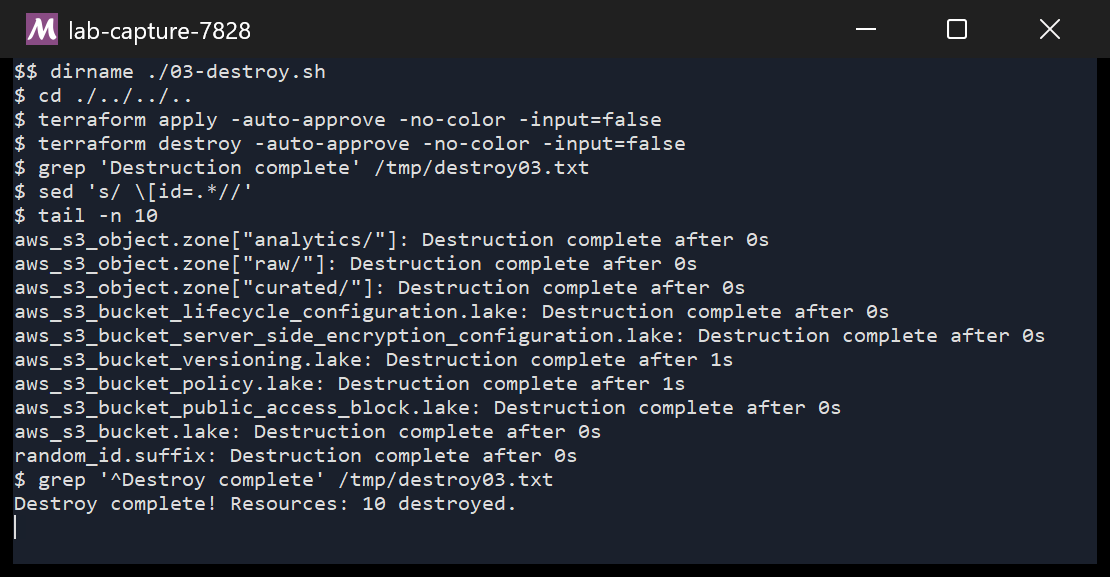 M lab-capture-7828
$$ dirname ./03-destroy.sh
$ cd ./../../..
$ terraform apply -auto-approve -no-color -input=false
$ terraform destroy -auto-approve -no-color -input=false
$ grep 'Destruction complete' /tmp/destroy03.txt
$ sed 's/ \[id=.*//'
$ tail -n 10
aws_s3_object.zone["analytics/"]: Destruction complete after 0s
aws_s3_object.zone["raw/"]: Destruction complete after 0s
aws_s3_object.zone["curated/"]: Destruction complete after 0s
aws_s3_bucket_lifecycle_configuration.lake: Destruction complete after 0s
aws_s3_bucket_server_side_encryption_configuration.lake: Destruction complete after 0s
aws_s3_bucket_versioning.lake: Destruction complete after 1s
aws_s3_bucket_policy.lake: Destruction complete after 1s
aws_s3_bucket_public_access_block.lake: Destruction complete after 0s
aws_s3_bucket.lake: Destruction complete after 0s
random_id.suffix: Destruction complete after 0s
$ grep '^Destroy complete' /tmp/destroy03.txt
Destroy complete! Resources: 10 destroyed.